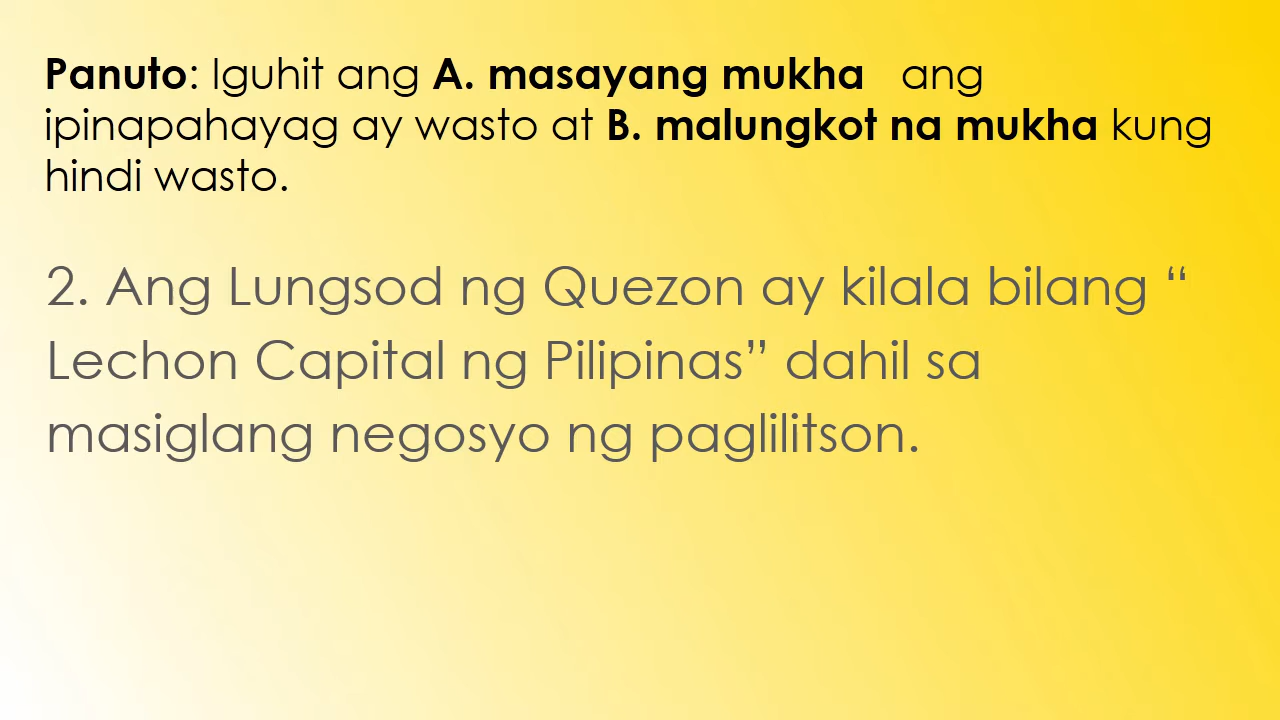 Panuto: Iguhit ang A. masayang mukha ang
ipinapahayag ay wasto at B. malungkot na mukha kung
hindi wasto.
2. Ang Lungsod ng Quezon ay kilala bilang “
Lechon Capital ng Pilipinas” dahil sa
masiglang negosyo ng paglilitson.